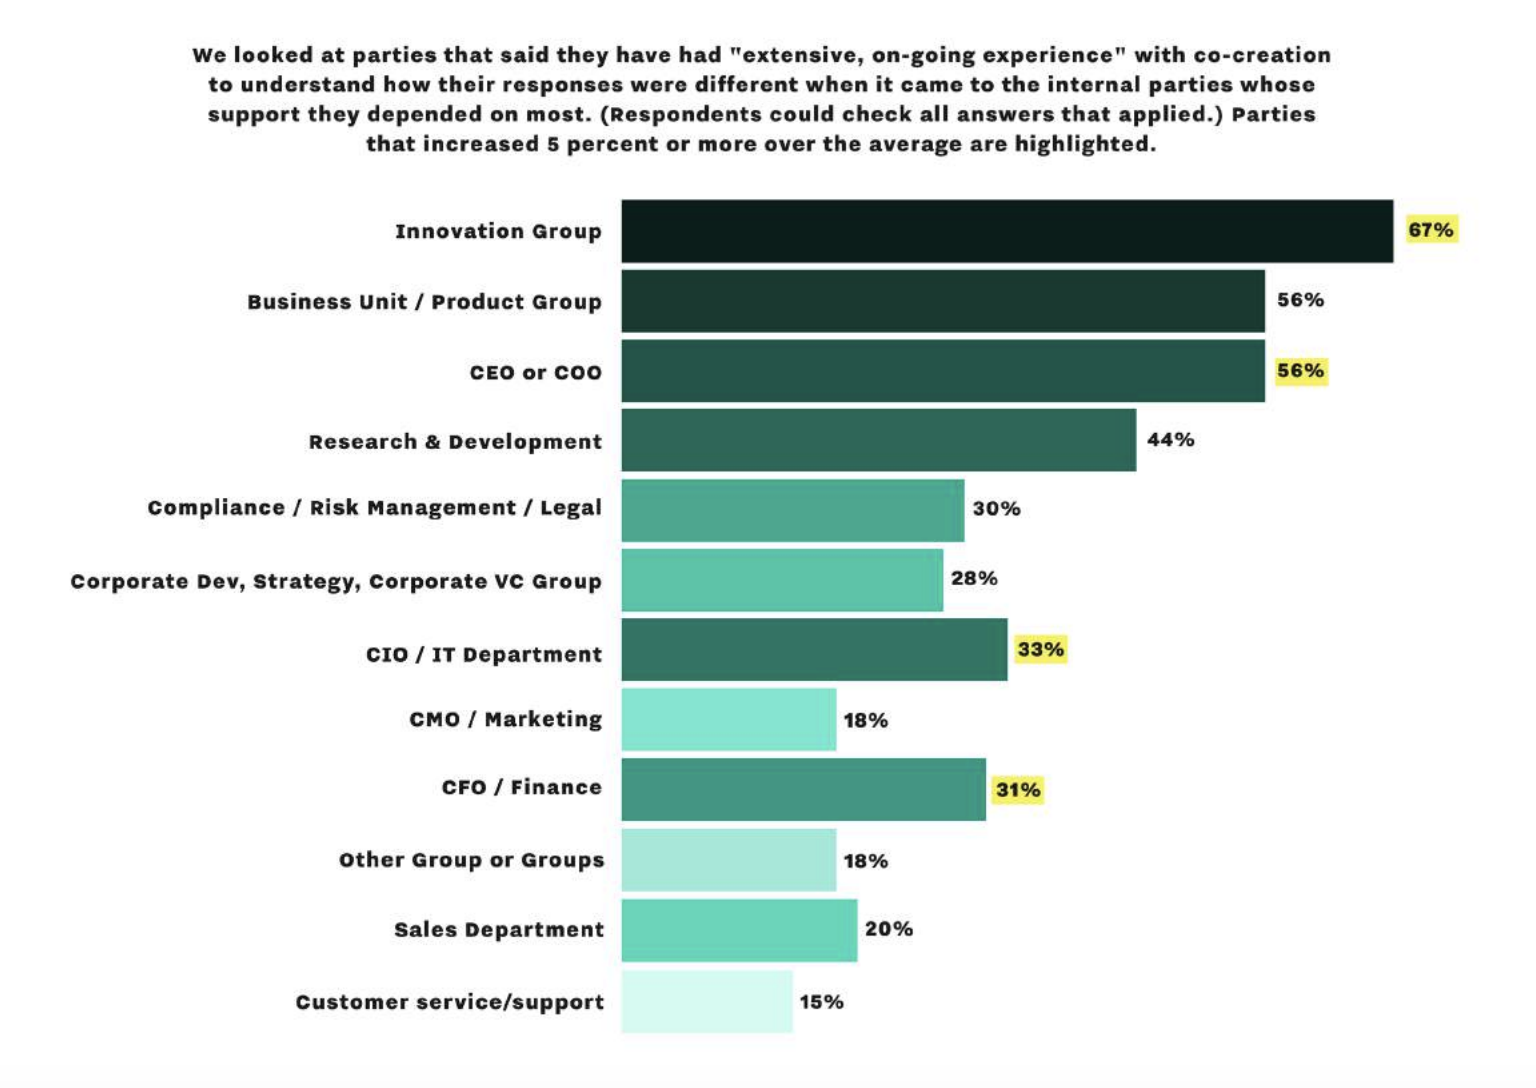 We looked at parties that said they have had "extensive, on-going experience" with co-creation
to understand how their responses were different when it came to the internal parties whose
support they depended on most. (Respondents could check all answers that applied.) Parties
that increased 5 percent or more over the average are highlighted.
Innovation Group 67%
Business Unit / Product Group 56%
CEO or COO 56%
Research & Development 44%
Compliance / Risk Management / Legal 30%
Corporate Dev, Strategy, Corporate VC Group 28%
CIO / IT Department 33%
CMO / Marketing 18%
CFO / Finance 31%
Other Group or Groups 18%
Sales Department 20%
Customer service/support 15%